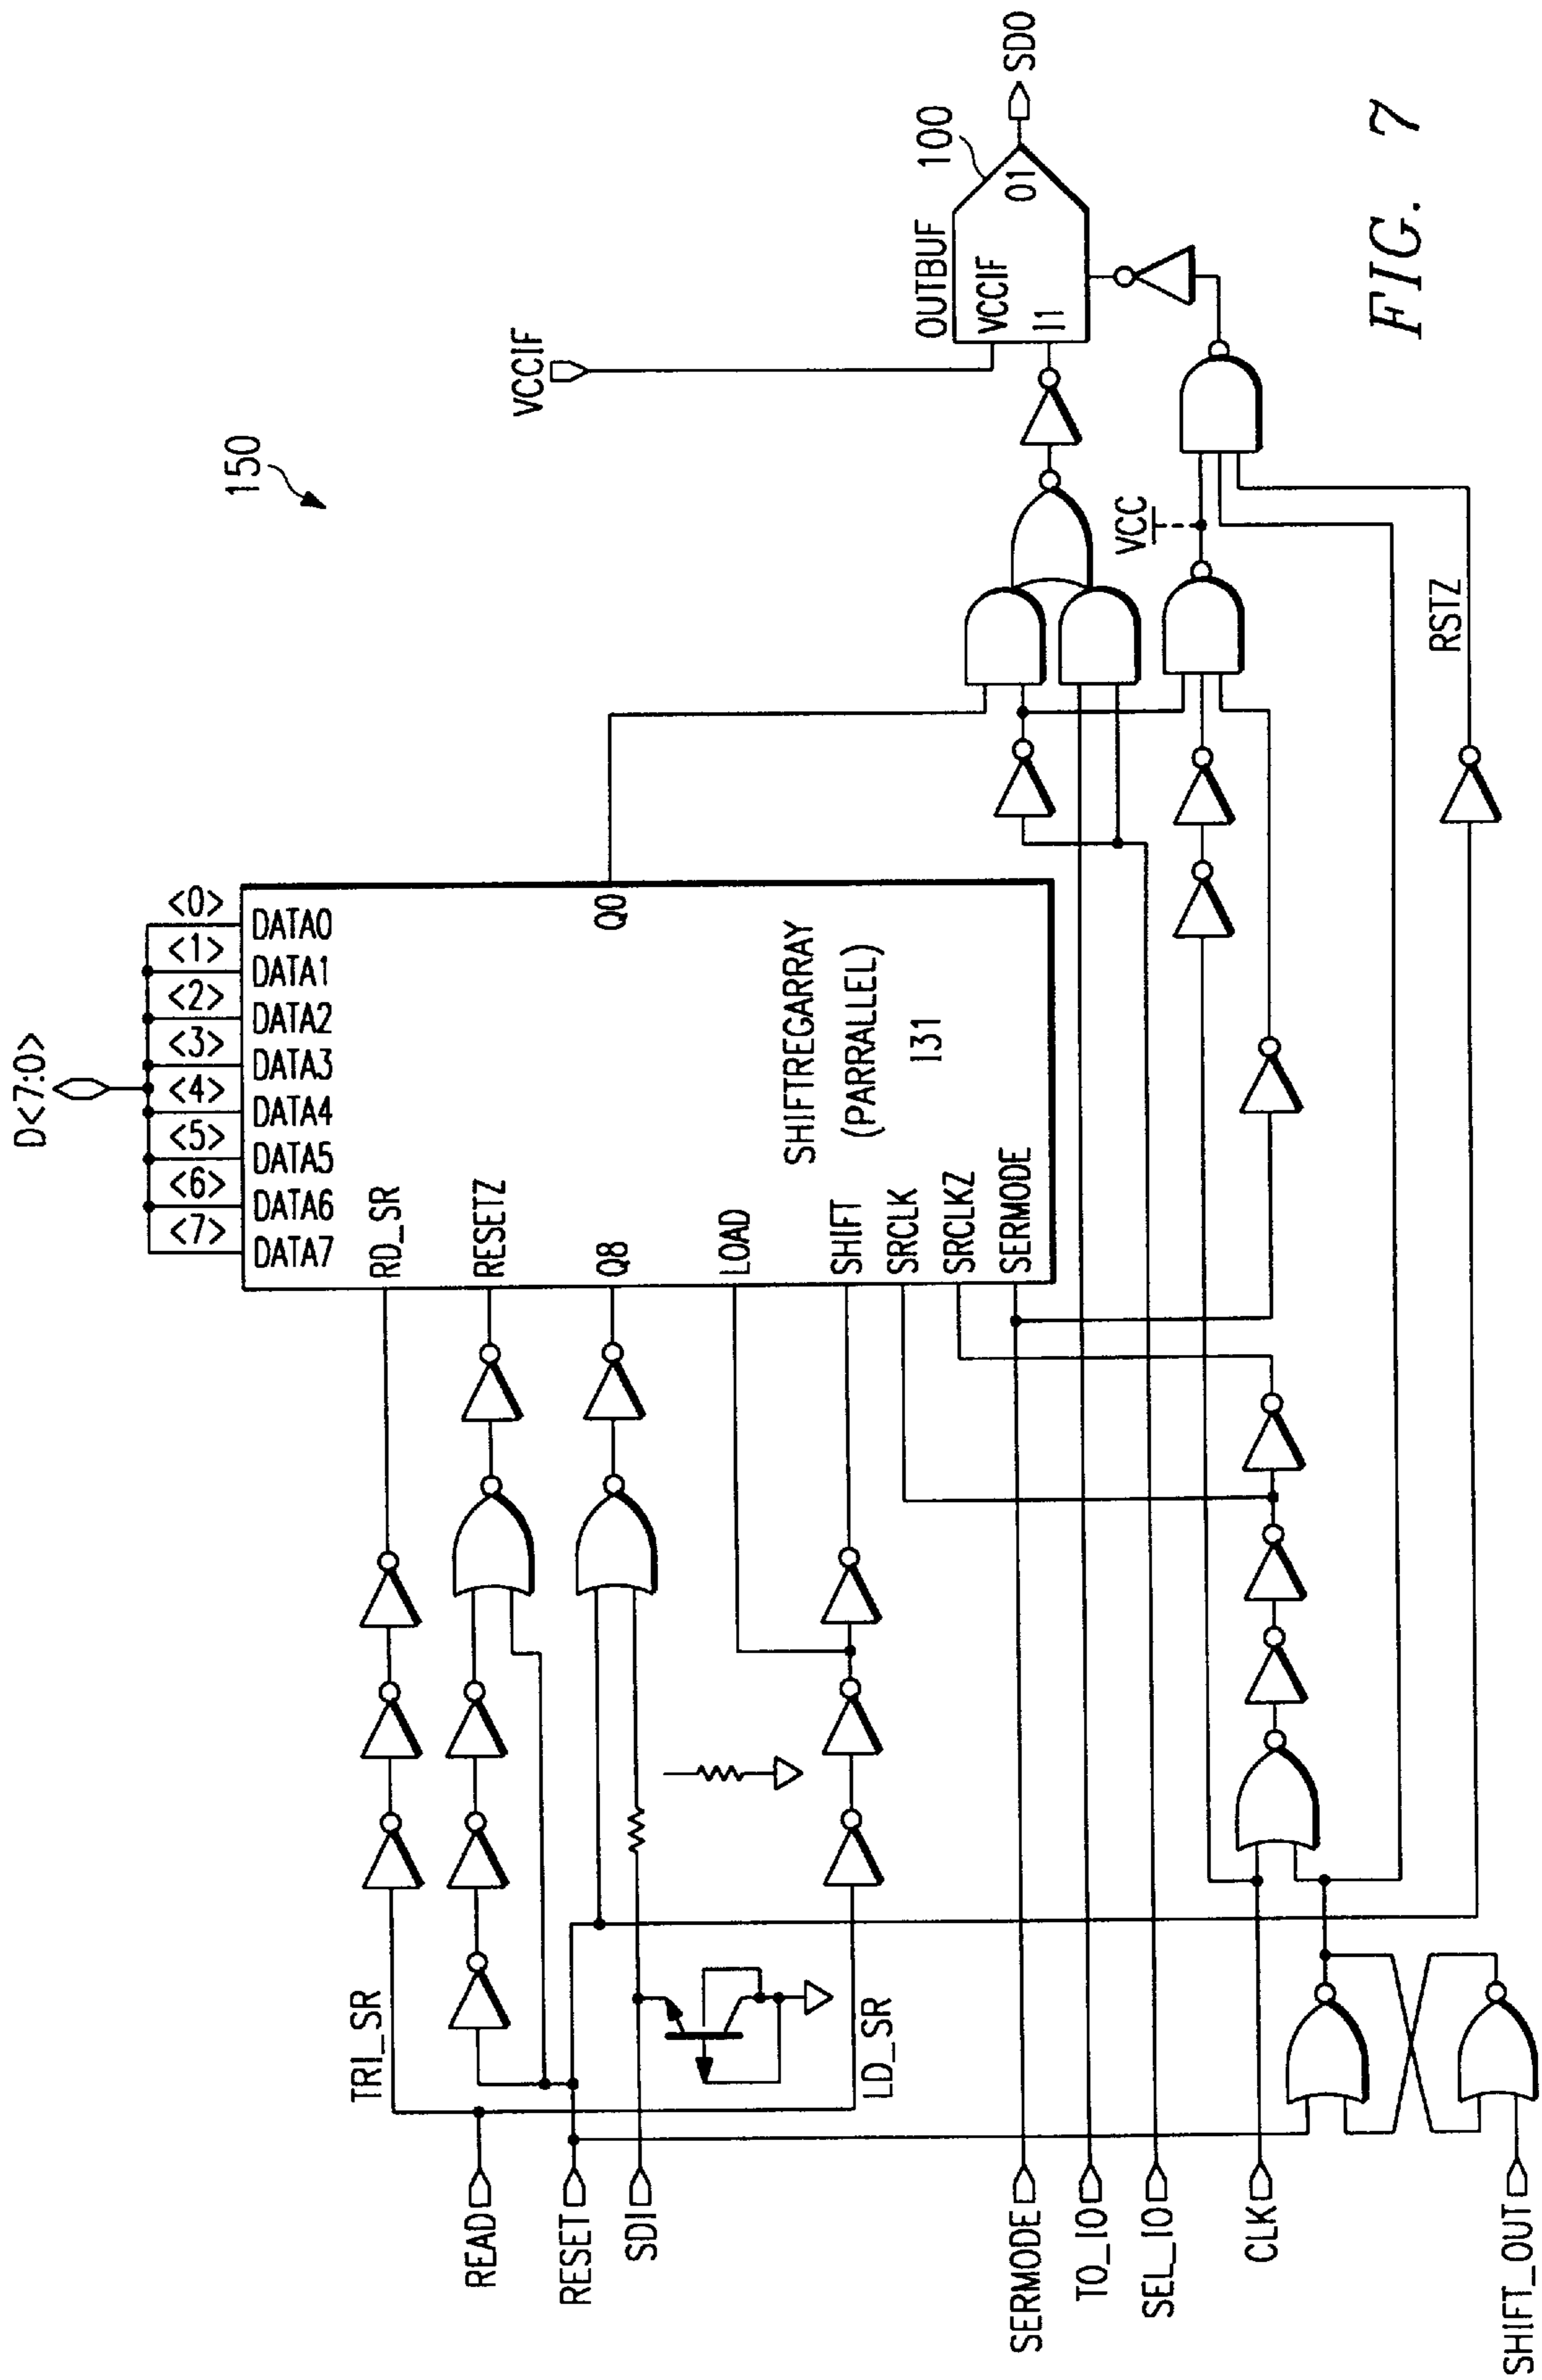 150
D<7:0>
<0>
<1>
<2>
<3>
<4>
<5>
<6>
<7>
DATA0
DATA1
DATA2
DATA3
DATA4
DATA5
DATA6
DATA7
RD_SR
RESETZ
Q8
LOAD
SHIFT
SRCLK
SRCLKZ
SERMODE
Q0
SHIFTREGARRAY
(PARRALLEL)
I31
TRI_SR
LD_SR
READ
RESET
SDI
SERMODE
TO_IO
SEL_IO
CLK
SHIFT_OUT
VCCIF
VCC
RSTZ
OUTBUF
100
VCCIF
I1
O1
SDO
FIG. 7